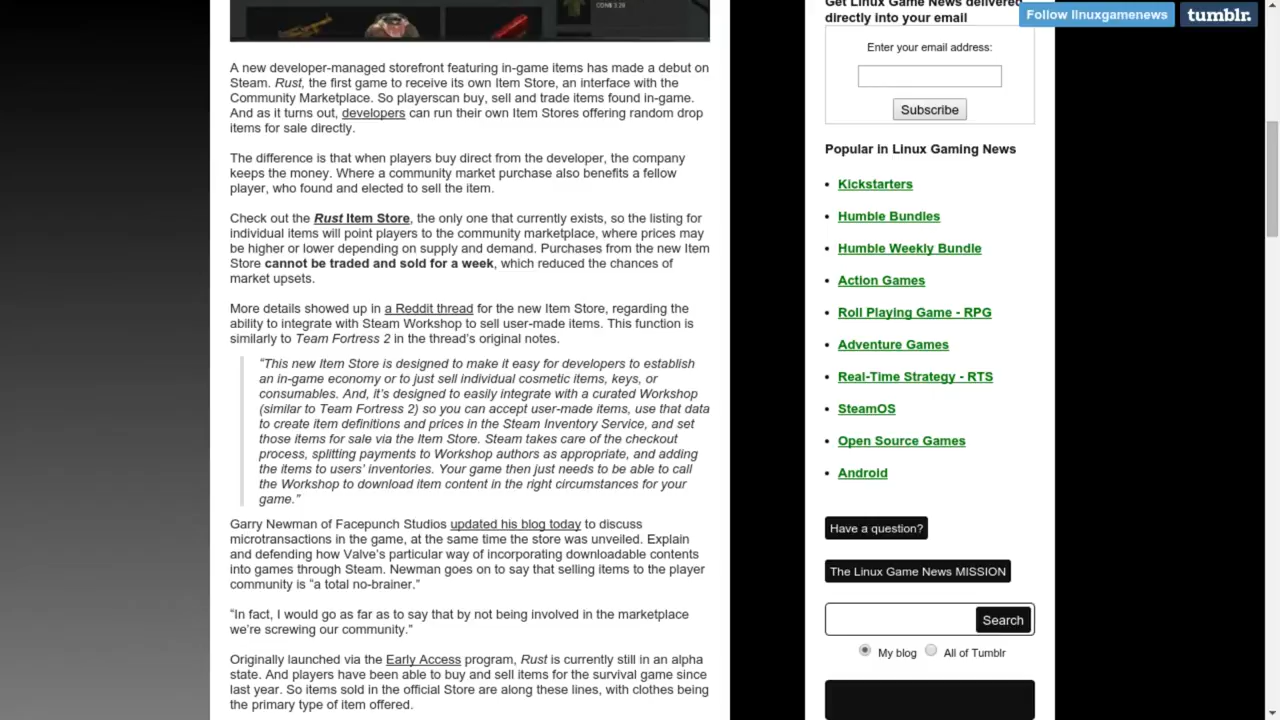 COME 3.28
Get Linux Game News delivered
directly into your email
Follow linuxgamenews
tumblr.
Enter your email address:
Subscribe
A new developer-managed storefront featuring in-game items has made a debut on
Steam. Rust, the first game to receive its own Item Store, an interface with the
Community Marketplace. So playerscan buy, sell and trade items found in-game.
And as it turns out, developers can run their own Item Stores offering random drop
items for sale directly.
The difference is that when players buy direct from the developer, the company
keeps the money. Where a community market purchase also benefits a fellow
player, who found and elected to sell the item.
Check out the Rust Item Store, the only one that currently exists, so the listing for
individual items will point players to the community marketplace, where prices may
be higher or lower depending on supply and demand. Purchases from the new Item
Store cannot be traded and sold for a week, which reduced the chances of
market upsets.
More details showed up in a Reddit thread for the new Item Store, regarding the
ability to integrate with Steam Workshop to sell user-made items. This function is
similarly to Team Fortress 2 in the thread’s original notes.
“This new Item Store is designed to make it easy for developers to establish
an in-game economy or to just sell individual cosmetic items, keys, or
consumables. And, it’s designed to easily integrate with a curated Workshop
(similar to Team Fortress 2) so you can accept user-made items, use that data
to create item definitions and prices in the Steam Inventory Service, and set
those items for sale via the Item Store. Steam takes care of the checkout
process, splitting payments to Workshop authors as appropriate, and adding
the items to users’ inventories. Your game then just needs to be able to call
the Workshop to download item content in the right circumstances for your
game.”
Garry Newman of Facepunch Studios updated his blog today to discuss
microtransactions in the game, at the same time the store was unveiled. Explain
and defending how Valve’s particular way of incorporating downloadable contents
into games through Steam. Newman goes on to say that selling items to the player
community is “a total no-brainer.”
“In fact, I would go as far as to say that by not being involved in the marketplace
we’re screwing our community.”
Originally launched via the Early Access program, Rust is currently still in an alpha
state. And players have been able to buy and sell items for the survival game since
last year. So items sold in the official Store are along these lines, with clothes being
the primary type of item offered.
Popular in Linux Gaming News
Kickstarters
Humble Bundles
Humble Weekly Bundle
Action Games
Roll Playing Game - RPG
Adventure Games
Real-Time Strategy - RTS
SteamOS
Open Source Games
Android
Have a question?
The Linux Game News MISSION
Search
My blog All of Tumblr